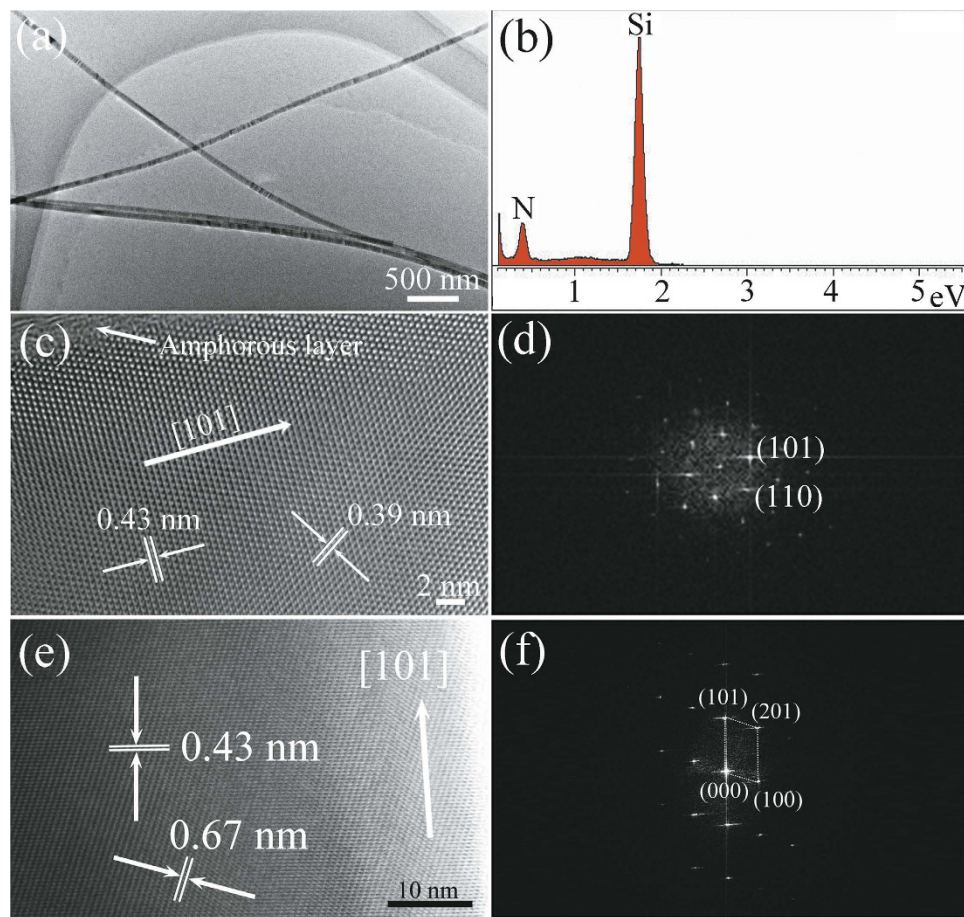 (a)
500 nm
(b)
Si
N
1 2 3 4 5 eV
(c)
Amphorous layer
[101]
0.43 nm
0.39 nm
2 nm
(d)
(101)
(110)
(e)
[101]
0.43 nm
0.67 nm
10 nm
(f)
(101)
(201)
(000)
(100)